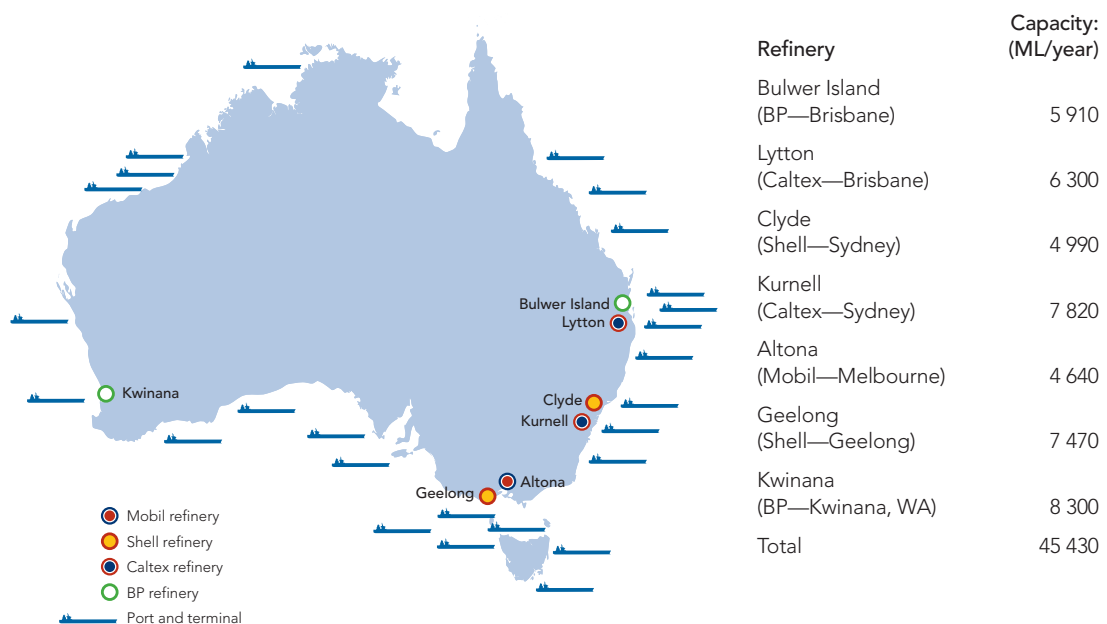 Bulwer Island
Lytton
Kwinana
Clyde
Kurnell
Altona
Geelong
Mobil refinery
Shell refinery
Caltex refinery
BP refinery
Port and terminal
Capacity:
Refinery (ML/year)
Bulwer Island
(BP—Brisbane) 5 910
Lytton
(Caltex—Brisbane) 6 300
Clyde
(Shell—Sydney) 4 990
Kurnell
(Caltex—Sydney) 7 820
Altona
(Mobil—Melbourne) 4 640
Geelong
(Shell—Geelong) 7 470
Kwinana
(BP—Kwinana, WA) 8 300
Total 45 430